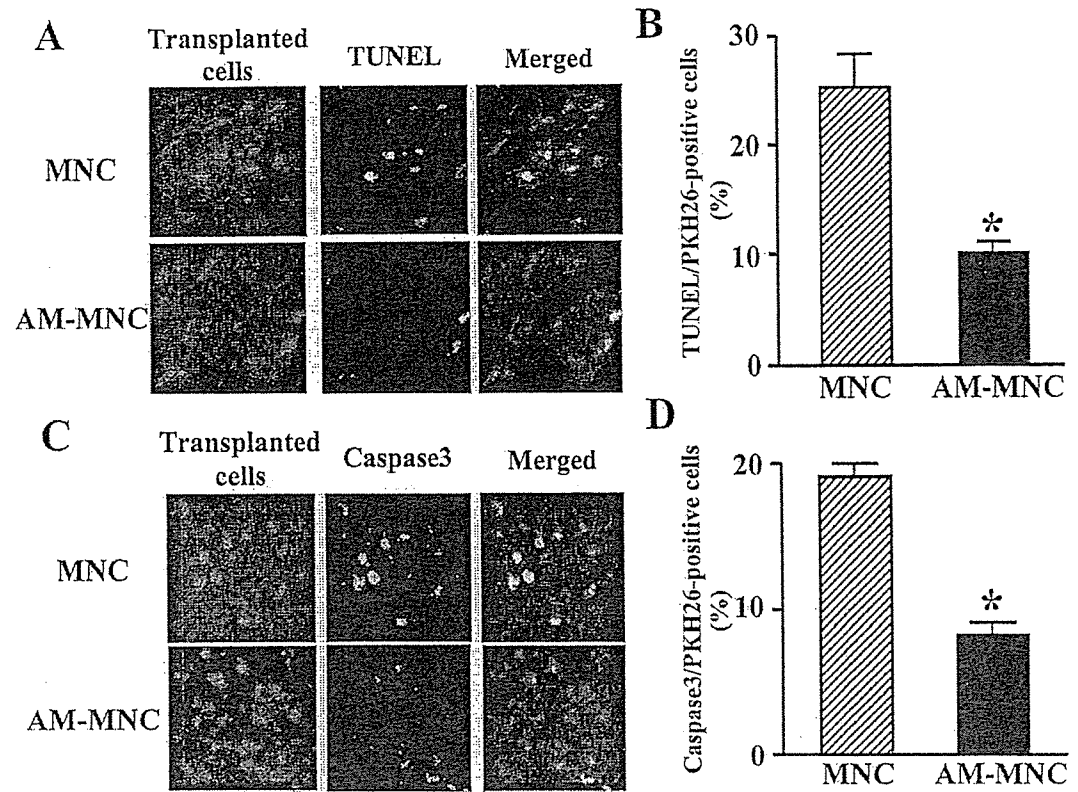 A
Transplanted
cells
TUNEL
Merged
MNC
AM-MNC
B
TUNEL/PKH26-positive cells
(%)
30
20
10
0
MNC
AM-MNC
*
C
Transplanted
cells
Caspase3
Merged
MNC
AM-MNC
D
Caspase3/PKH26-positive cells
(%)
20
10
0
MNC
AM-MNC
*